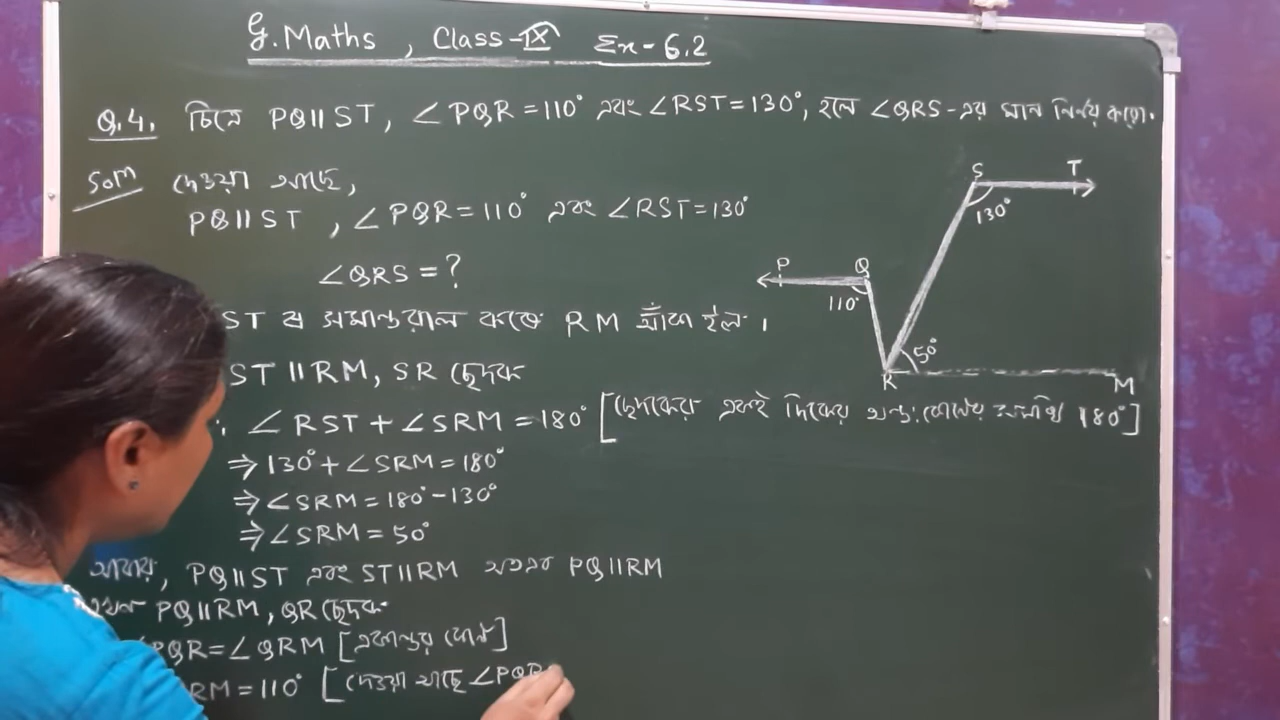 G.Maths, Class-IX Ex-6.2
Q.4. চিত্রে PQ||ST, ∠PQR=110° এবং ∠RST=130°, হলে ∠QRS-এর মান নির্ণয় করো.
Soln দেওয়া আছে,
PQ||ST, ∠PQR=110° এবং ∠RST=130°
∠QRS=?
ST ৰ সমান্তরাল করে RM আঁকা হল।
ST||RM, SR ছেদক
∠RST+∠SRM=180° [ছেদকের একই দিকের অন্ত:কোণের সমষ্টি 180°]
⇒130°+∠SRM=180°
⇒∠SRM=180°-130°
⇒∠SRM=50°
আবার, PQ||ST এবং ST||RM অতএব PQ||RM
এখন PQ||RM, QR ছেদক
∠PQR=∠QRM [একান্তর কোণ]
RM=110° [দেওয়া আছে ∠PQR
S T
130°
P Q
110°
50°
R M